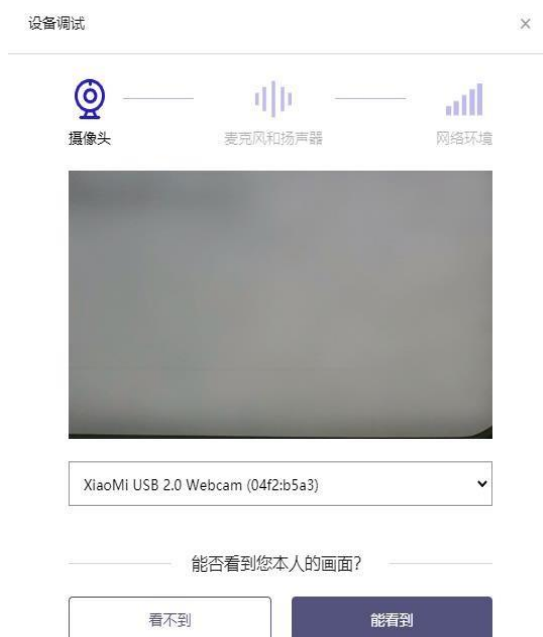 设备调试
摄像头
麦克风和扬声器
网络环境
XiaoMi USB 2.0 Webcam (04f2:b5a3)
能否看到您本人的画面?
看不到
能看到